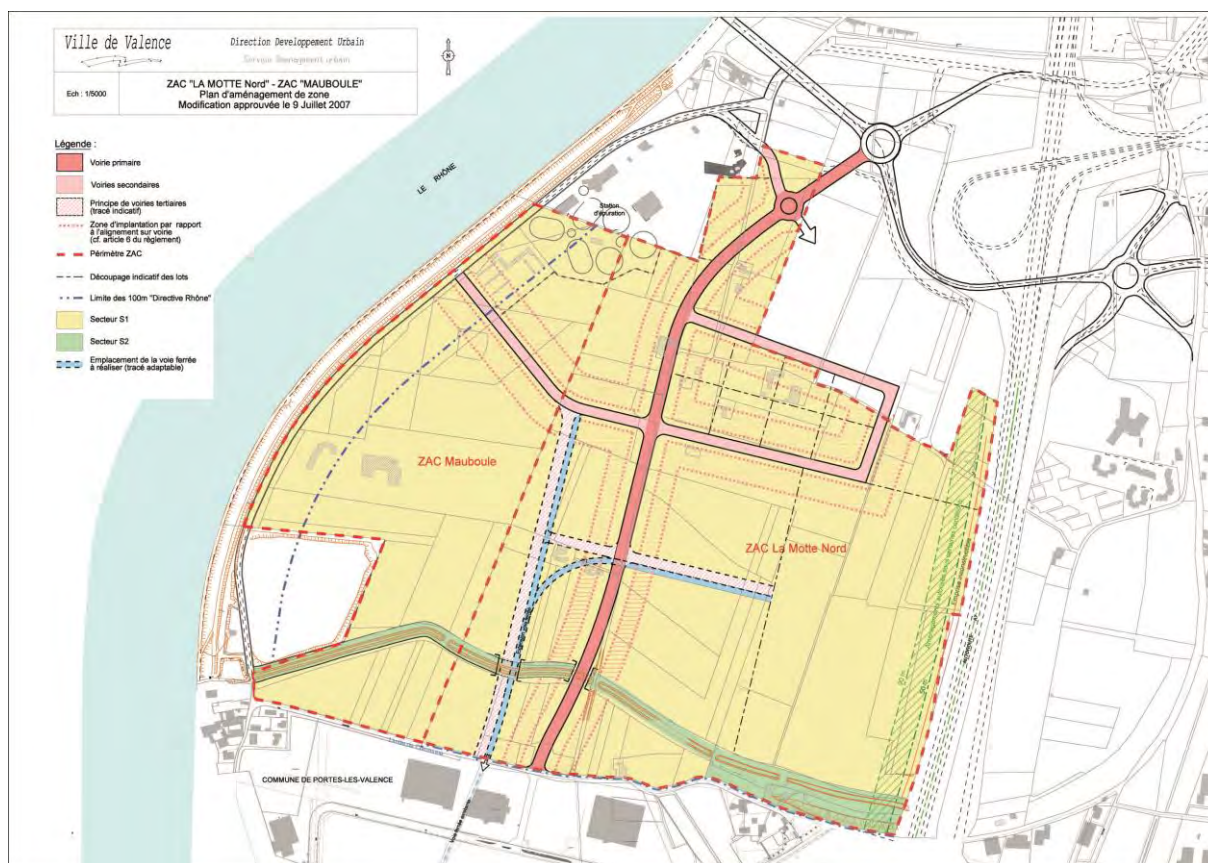 Ville de Valence
Direction Developpement Urbain
Service Aménagement urbain
Ech : 1/5000
ZAC "LA MOTTE Nord" - ZAC "MAUBOULE"
Plan d'aménagement de zone
Modification approuvée le 9 Juillet 2007
N
Légende :
Voirie primaire
Voiries secondaires
Principe de voiries tertiaires
(tracé indicatif)
Zone d'implantation par rapport
à l'alignement sur voirie
(cf. article 6 du règlement)
Périmètre ZAC
Découpage indicatif des lots
Limite des 100m "Directive Rhône"
Secteur S1
Secteur S2
Emplacement de la voie ferrée
à réaliser (tracé adaptable)
LE RHÔNE
Station
d'épuration
ZAC Mauboule
ZAC La Motte Nord
COMMUNE DE PORTES-LES-VALENCE